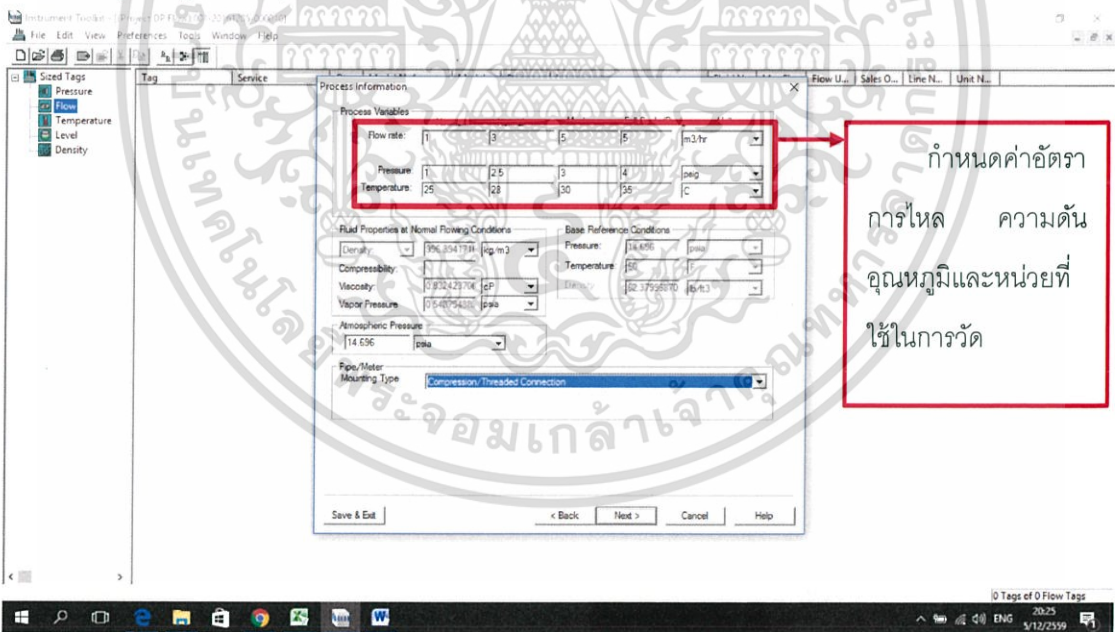 Instrument Toolkit - [Project DP
File Edit View Preferences Tools Window Help
Sized Tags
Pressure
Flow
Temperature
Level
Density
Tag Service Flow U... Sales O... Line N... Unit N...
Process Information
Process Variables
Flow rate: 1 3 5 5 m3/hr
Pressure: 1 2.5 3 4 psig
Temperature: 25 28 30 35 C
Fluid Properties at Normal Flowing Conditions
Base Reference Conditions
Density kg/m3
Pressure: 14.696 psia
Compressibility:
Temperature
Viscosity: cP
Density lb/ft3
Vapor Pressure psia
Atmospheric Pressure
14.696 psia
Pipe/Meter
Mounting Type Compression/Threaded Connection
Save & Exit < Back Next > Cancel Help
กำหนดค่าอัตรา
การไหล ความดัน
อุณหภูมิและหน่วยที่
ใช้ในการวัด
0 Tags of 0 Flow Tags
ENG 20:25
5/12/2559